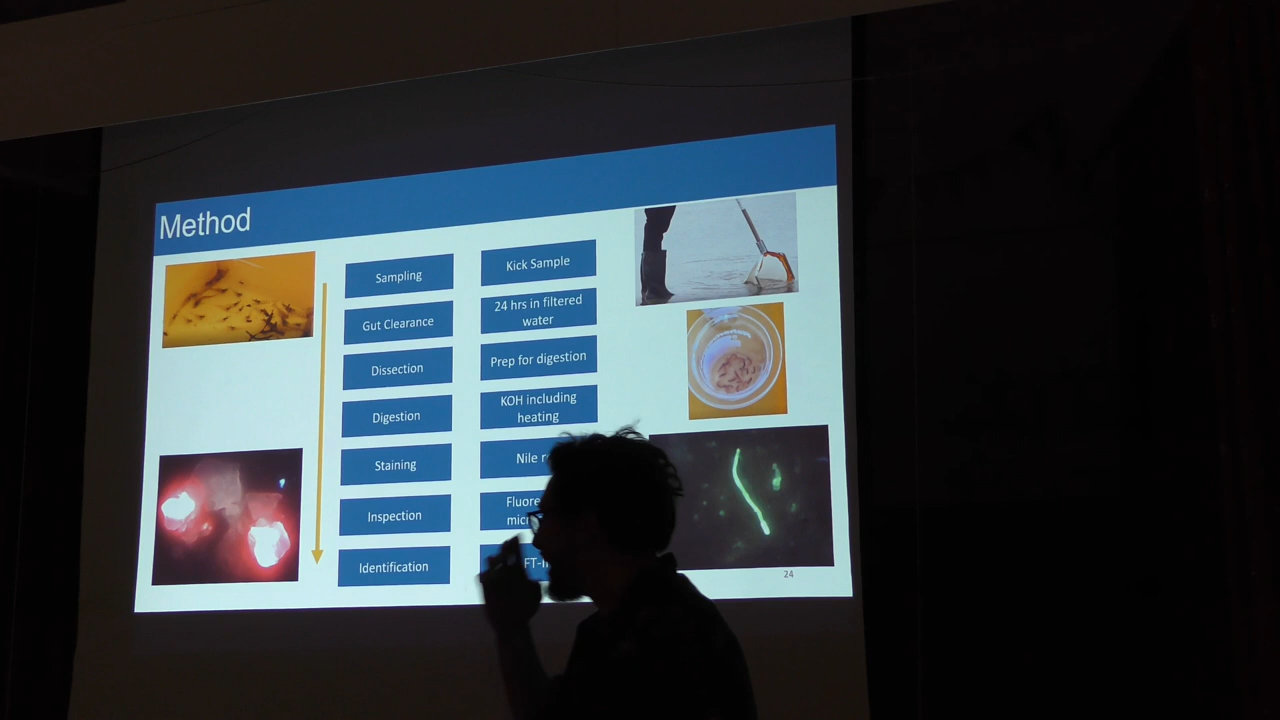 Method
Sampling
Kick Sample
Gut Clearance
24 hrs in filtered
water
Dissection
Prep for digestion
Digestion
KOH including
heating
Staining
Nile
Inspection
Identification
24